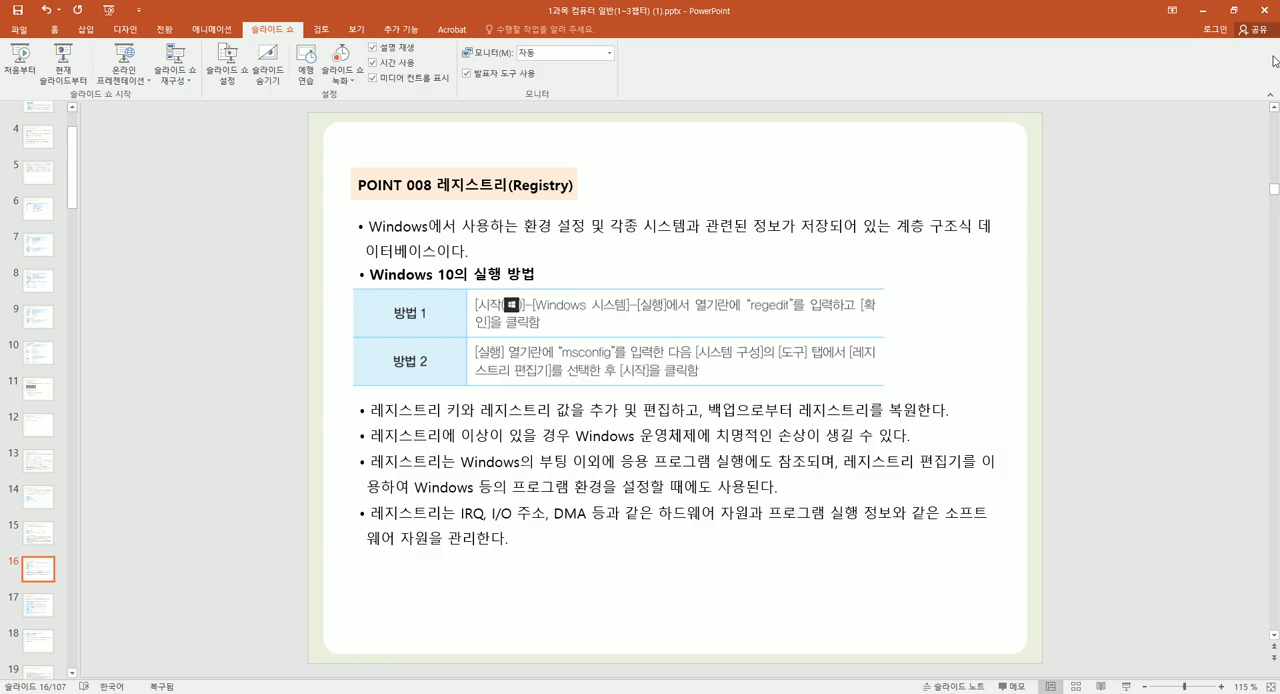 1과목 컴퓨터 일반(1~3챕터) (1).pptx - PowerPoint
파일 홈 삽입 디자인 전환 애니메이션 슬라이드 쇼 검토 보기 추가 기능 Acrobat 수행할 작업을 알려 주세요. 로그인 공유
처음부터 현재 슬라이드부터 온라인 프레젠테이션 슬라이드 쇼 재구성 슬라이드 쇼 설정 슬라이드 숨기기 예행 연습 슬라이드 쇼 녹화
설명 재생
시간 사용
미디어 컨트롤 표시
모니터(M): 자동
발표자 도구 사용
슬라이드 쇼 시작 설정 모니터
4
5
6
7
8
9
10
11
12
13
14
15
16
17
18
19
POINT 008 레지스트리(Registry)
• Windows에서 사용하는 환경 설정 및 각종 시스템과 관련된 정보가 저장되어 있는 계층 구조식 데
이터베이스이다.
• Windows 10의 실행 방법
방법 1
[시작()]-[Windows 시스템]-[실행]에서 열기란에 “regedit”를 입력하고 [확
인]을 클릭함
방법 2
[실행] 열기란에 “msconfig”를 입력한 다음 [시스템 구성]의 [도구] 탭에서 [레지
스트리 편집기]를 선택한 후 [시작]을 클릭함
• 레지스트리 키와 레지스트리 값을 추가 및 편집하고, 백업으로부터 레지스트리를 복원한다.
• 레지스트리에 이상이 있을 경우 Windows 운영체제에 치명적인 손상이 생길 수 있다.
• 레지스트리는 Windows의 부팅 이외에 응용 프로그램 실행에도 참조되며, 레지스트리 편집기를 이
용하여 Windows 등의 프로그램 환경을 설정할 때에도 사용된다.
• 레지스트리는 IRQ, I/O 주소, DMA 등과 같은 하드웨어 자원과 프로그램 실행 정보와 같은 소프트
웨어 자원을 관리한다.
슬라이드 16/107 한국어 복구됨 슬라이드 노트 메모 115 %